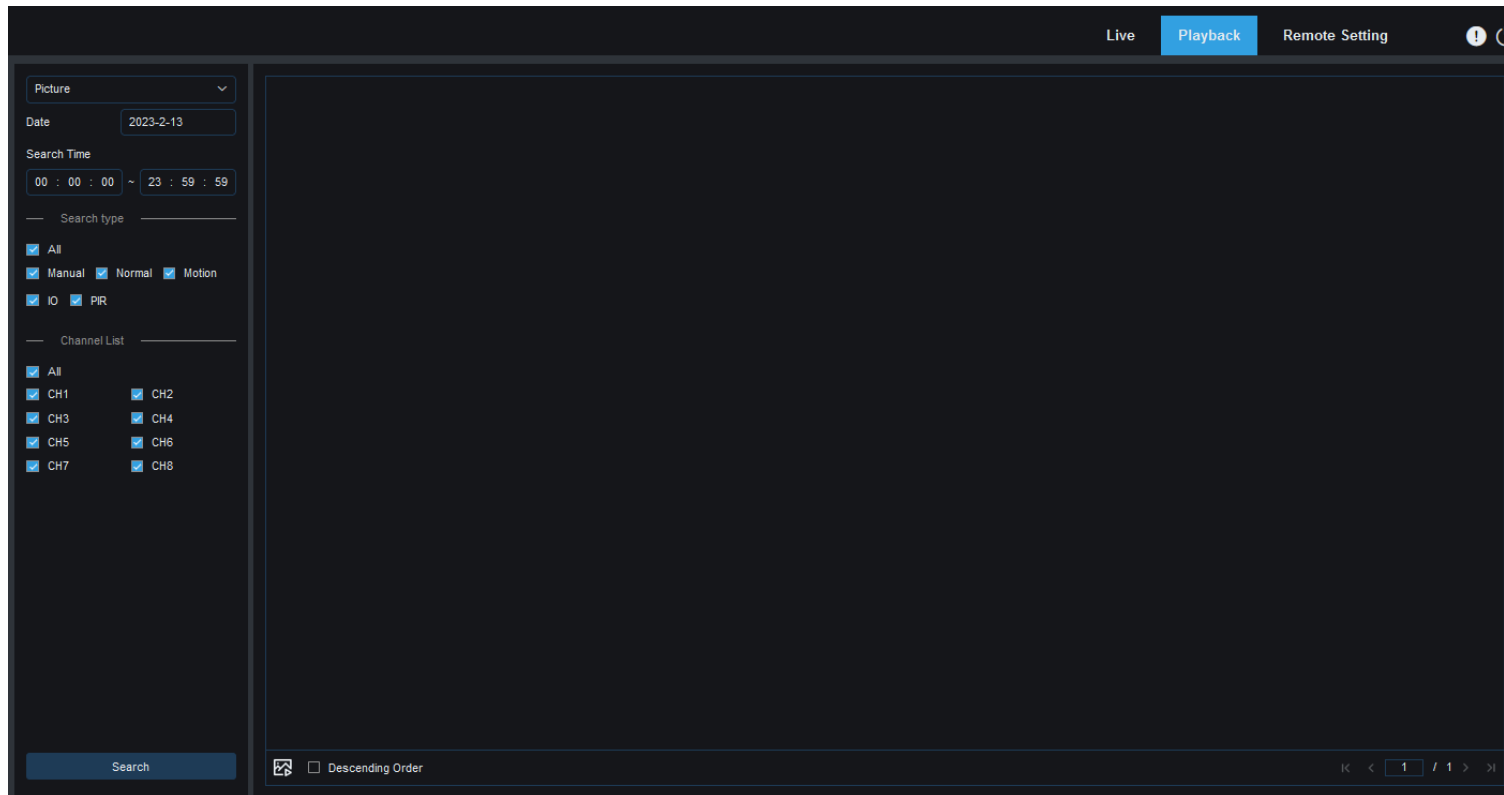 Live Playback Remote Setting
Picture
Date 2023-2-13
Search Time
00 : 00 : 00 ~ 23 : 59 : 59
Search type
All
Manual Normal Motion
IO PIR
Channel List
All
CH1 CH2
CH3 CH4
CH5 CH6
CH7 CH8
Search
Descending Order
1 / 1